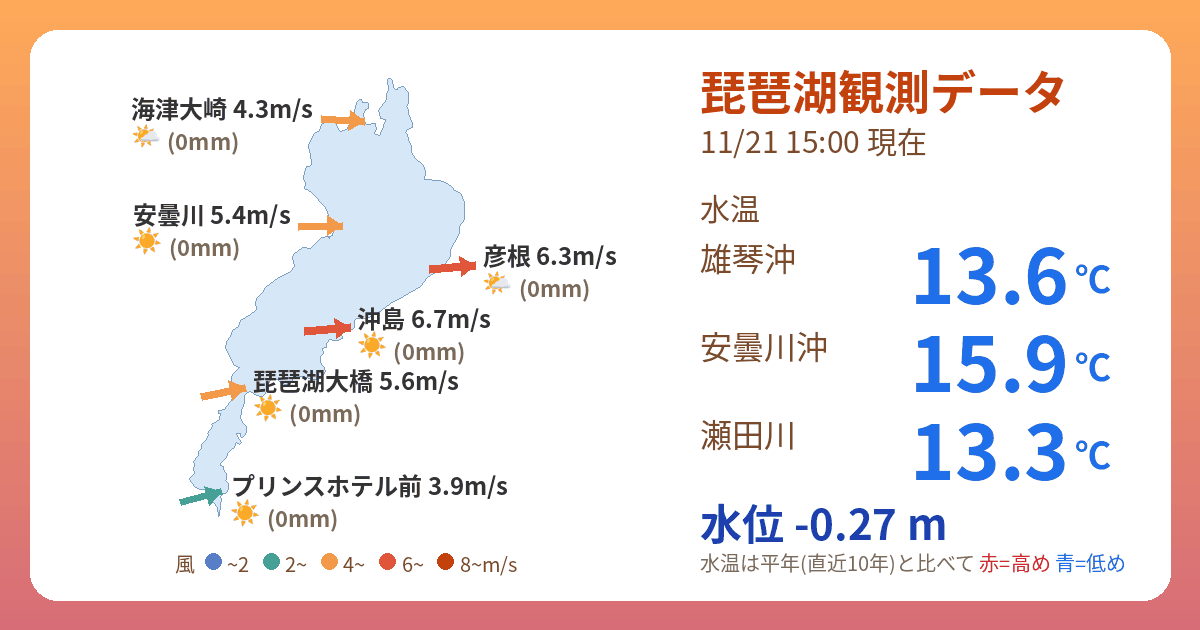 海津大崎 4.3m/s
(0mm)
安曇川 5.4m/s
(0mm)
彦根 6.3m/s
(0mm)
沖島 6.7m/s
(0mm)
琵琶湖大橋 5.6m/s
(0mm)
プリンスホテル前 3.9m/s
(0mm)
風 ~2 2~ 4~ 6~ 8~m/s
琵琶湖観測データ
11/21 15:00 現在
水温
雄琴沖 13.6℃
安曇川沖 15.9℃
瀬田川 13.3℃
水位 -0.27 m
水温は平年(直近10年)と比べて 赤=高め 青=低め